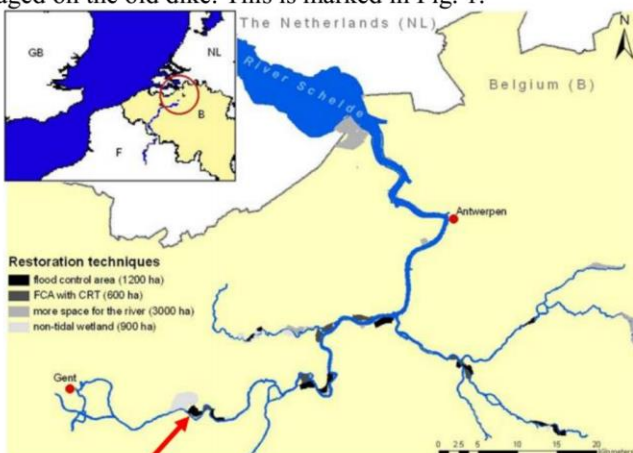 aged on the old dike. This is marked in Fig. 1.
The Netherlands (NL)
N
GB
NL
River Schelde
Belgium (B)
B
F
Antwerpen
Restoration techniques
flood control area (1200 ha)
FCA with CRT (600 ha)
more space for the river (3000 ha)
non-tidal wetland (900 ha)
Gent
0 2.5 5 10 15 20